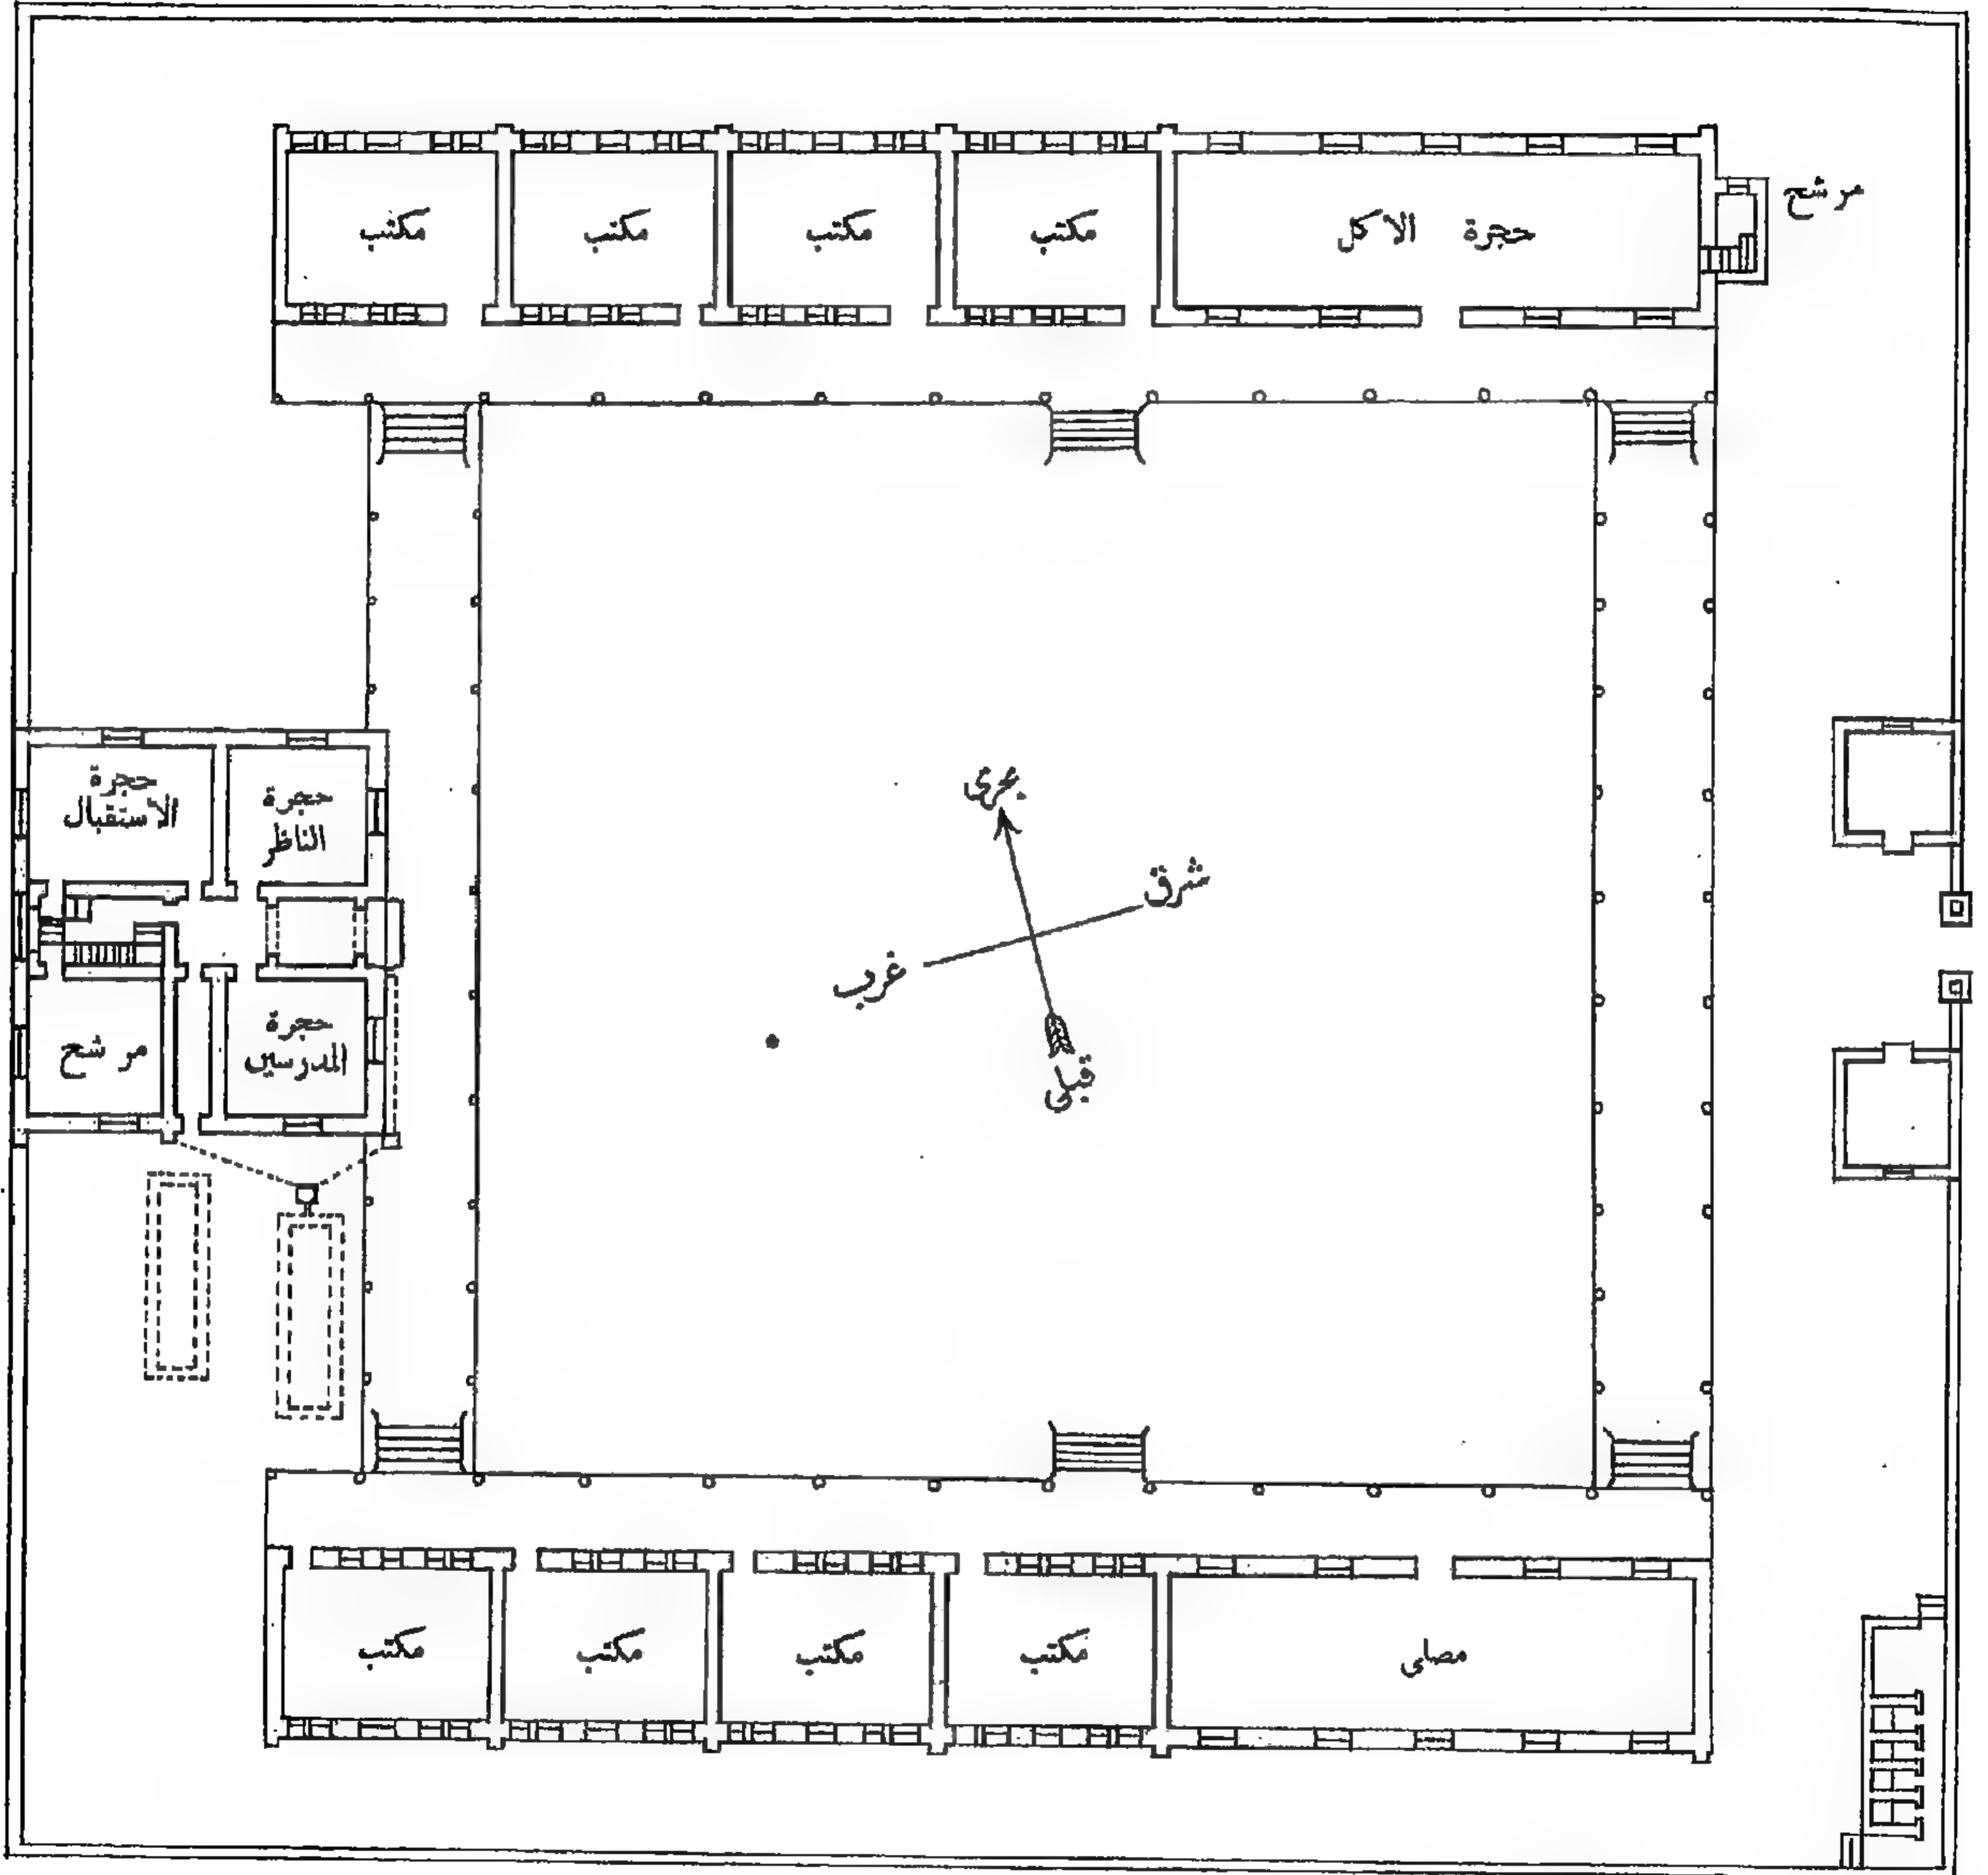 مرشح
حجرة الاكل
مكتب
مكتب
مكتب
مكتب
حجرة
الاستقبال
حجرة
الناظر
بحرى
شرق
غرب
قبلى
حجرة
المدرسين
مرشح
مصلى
مكتب
مكتب
مكتب
مكتب